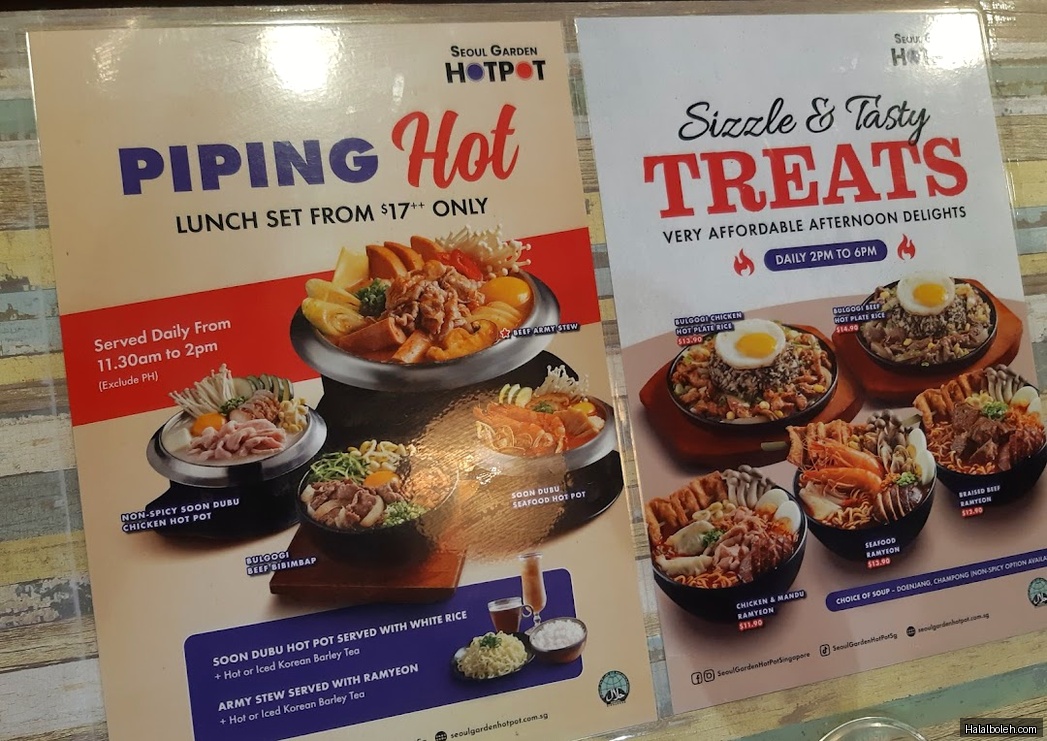 SEOUL GARDEN
HOTPOT
PIPING Hot
LUNCH SET FROM $17++ ONLY
Served Daily From
11.30am to 2pm
(Exclude PH)
BEEF ARMY STEW
NON-SPICY SOON DUBU
CHICKEN HOT POT
BULGOGI
BEEF BIBIMBAP
SOON DUBU
SEAFOOD HOT POT
SOON DUBU HOT POT SERVED WITH WHITE RICE
+ Hot or Iced Korean Barley Tea
ARMY STEW SERVED WITH RAMYEON
+ Hot or Iced Korean Barley Tea
seoulgardenhotpot.com.sg
SEOUL
Sizzle & Tasty
TREATS
VERY AFFORDABLE AFTERNOON DELIGHTS
DAILY 2PM TO 6PM
BULGOGI CHICKEN
HOT PLATE RICE
$13.90
BULGOGI BEEF
HOT PLATE RICE
$14.90
BRAISED BEEF
RAMYEON
$12.90
SEAFOOD
RAMYEON
$13.90
CHICKEN & MANDU
RAMYEON
$11.90
CHOICE OF SOUP – DOENJANG, CHAMPONG (NON-SPICY OPTION AVAILA
SeoulGardenHotPotSingapore
SeoulGardenHotPotSg
seoulgardenhotpot.com.sg
Halalboleh.com